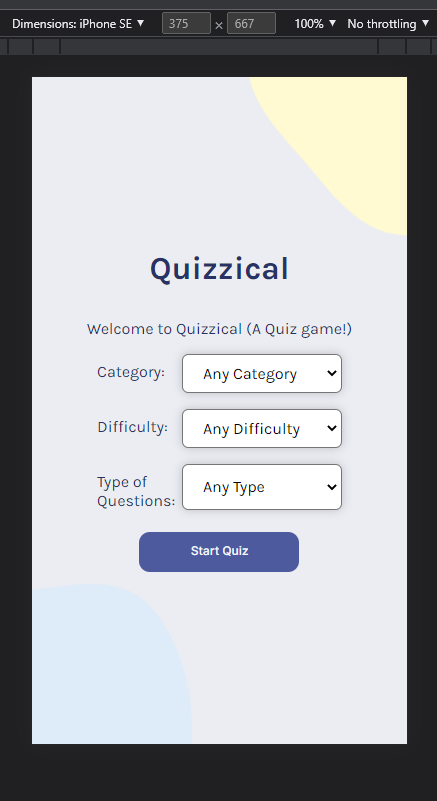 Dimensions: iPhone SE ▼ 375 × 667 100% ▼ No throttling ▼
Quizzical
Welcome to Quizzical (A Quiz game!)
Category: Any Category
Difficulty: Any Difficulty
Type of
Questions: Any Type
Start Quiz